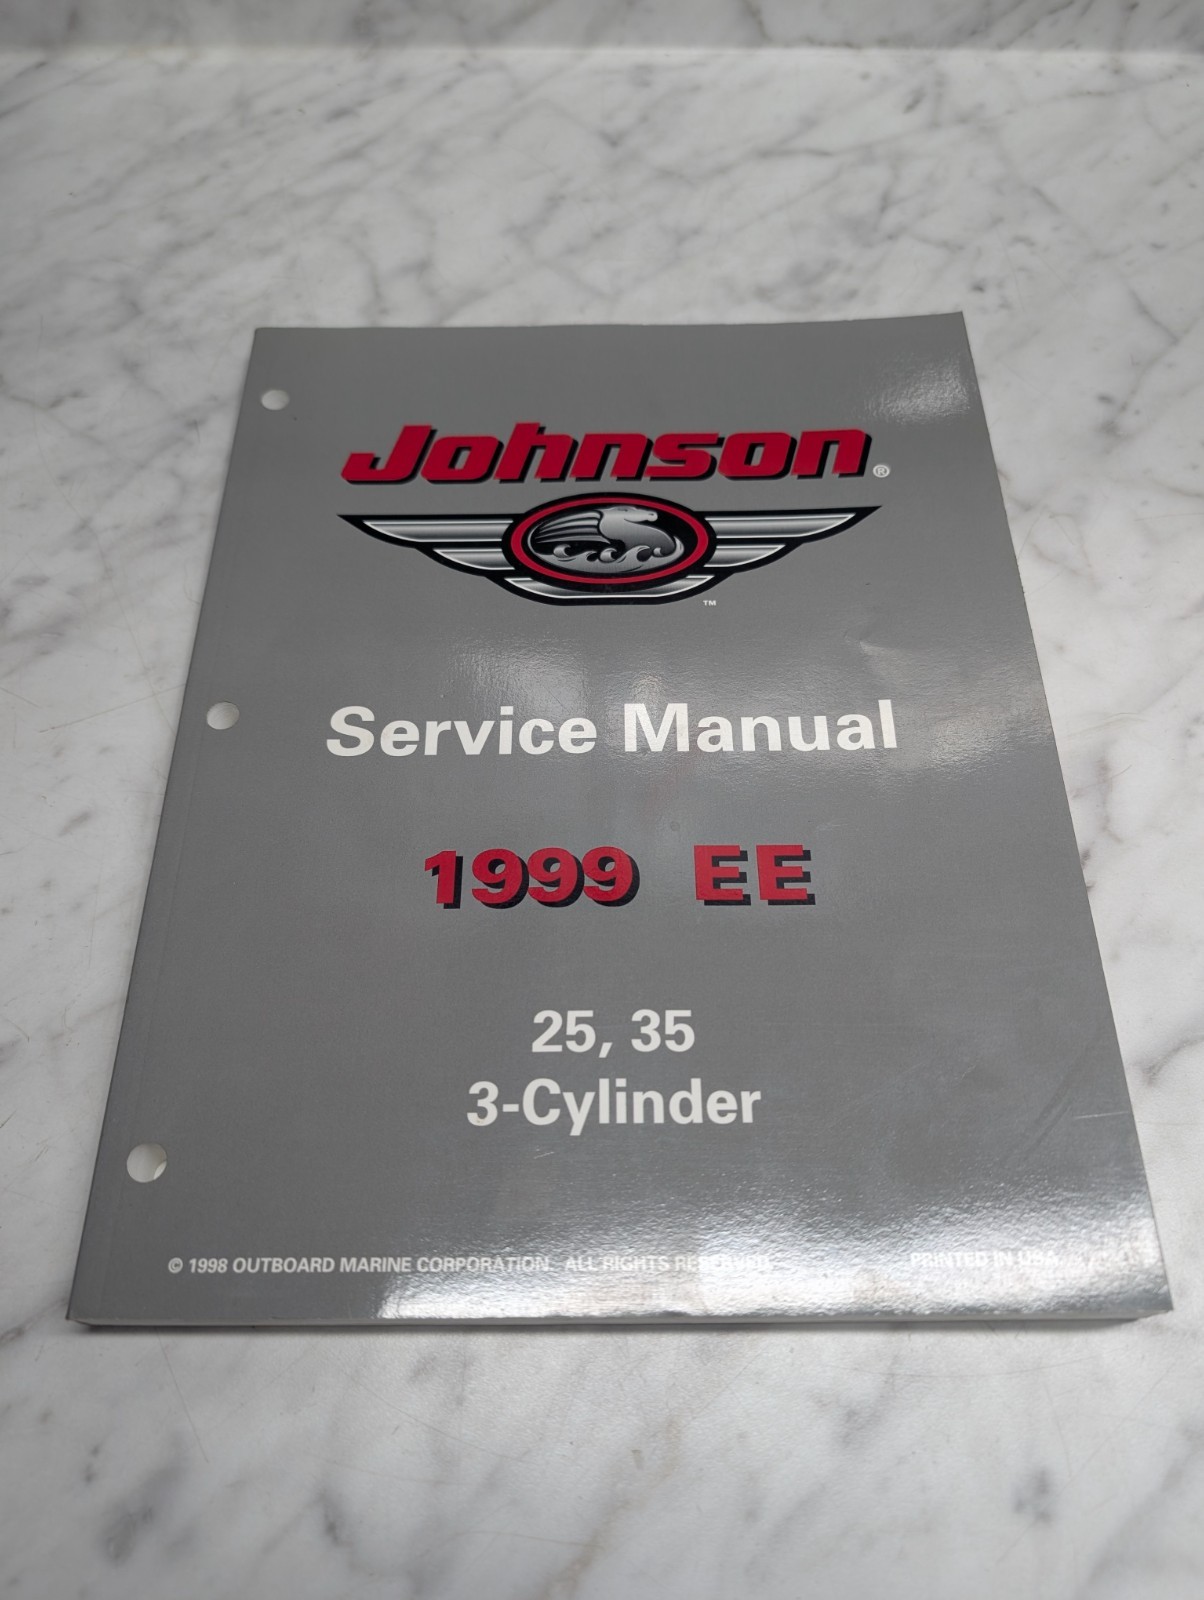 Johnson®
™
Service Manual
1999 EE
25, 35
3-Cylinder
© 1998 OUTBOARD MARINE CORPORATION. ALL RIGHTS RESERVED. PRINTED IN USA.